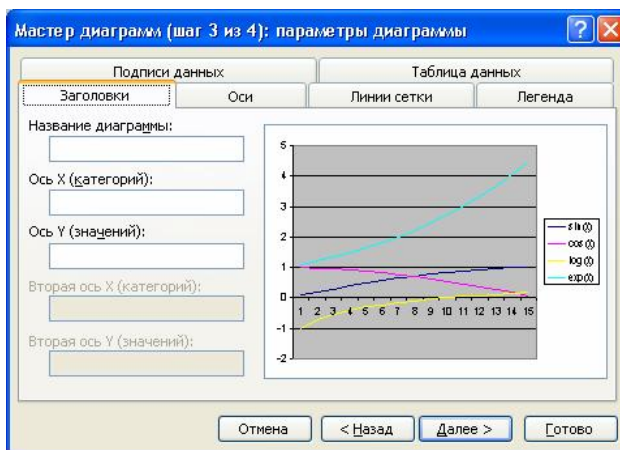 Мастер диаграмм (шаг 3 из 4): параметры диаграммы
Подписи данных
Таблица данных
Заголовки
Оси
Линии сетки
Легенда
Название диаграммы:
Ось X (категорий):
Ось Y (значений):
Вторая ось X (категорий):
Вторая ось Y (значений):
5
4
3
2
1
0
-1
-2
1 2 3 4 5 6 7 8 9 10 11 12 13 14 15
sin(t)
cos(t)
log(t)
exp(t)
Отмена
< Назад
Далее >
Готово